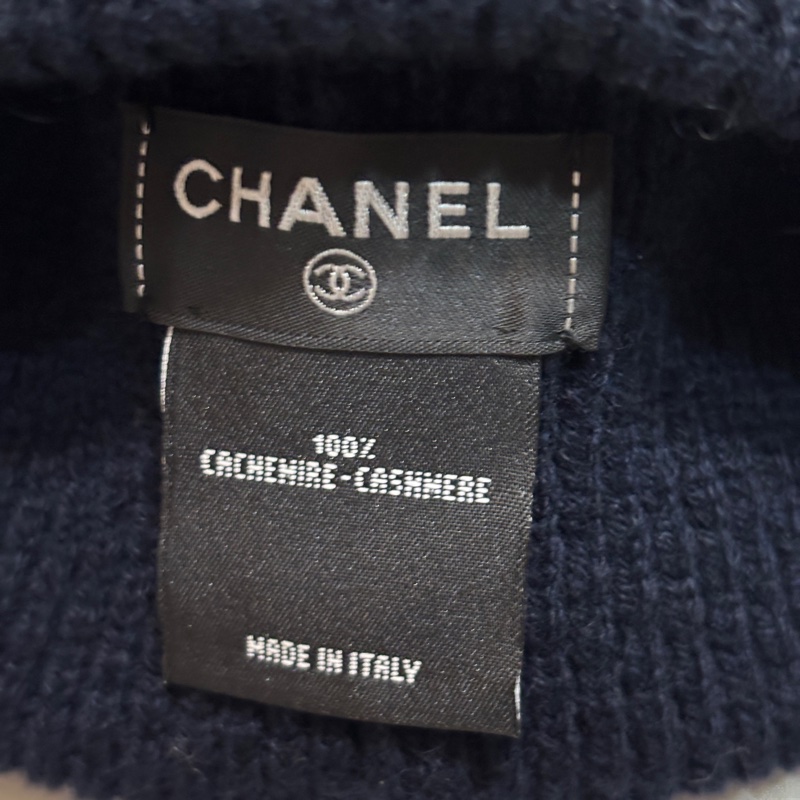 CHANEL
100%
CACHEMIRE-CASHMERE
MADE IN ITALY